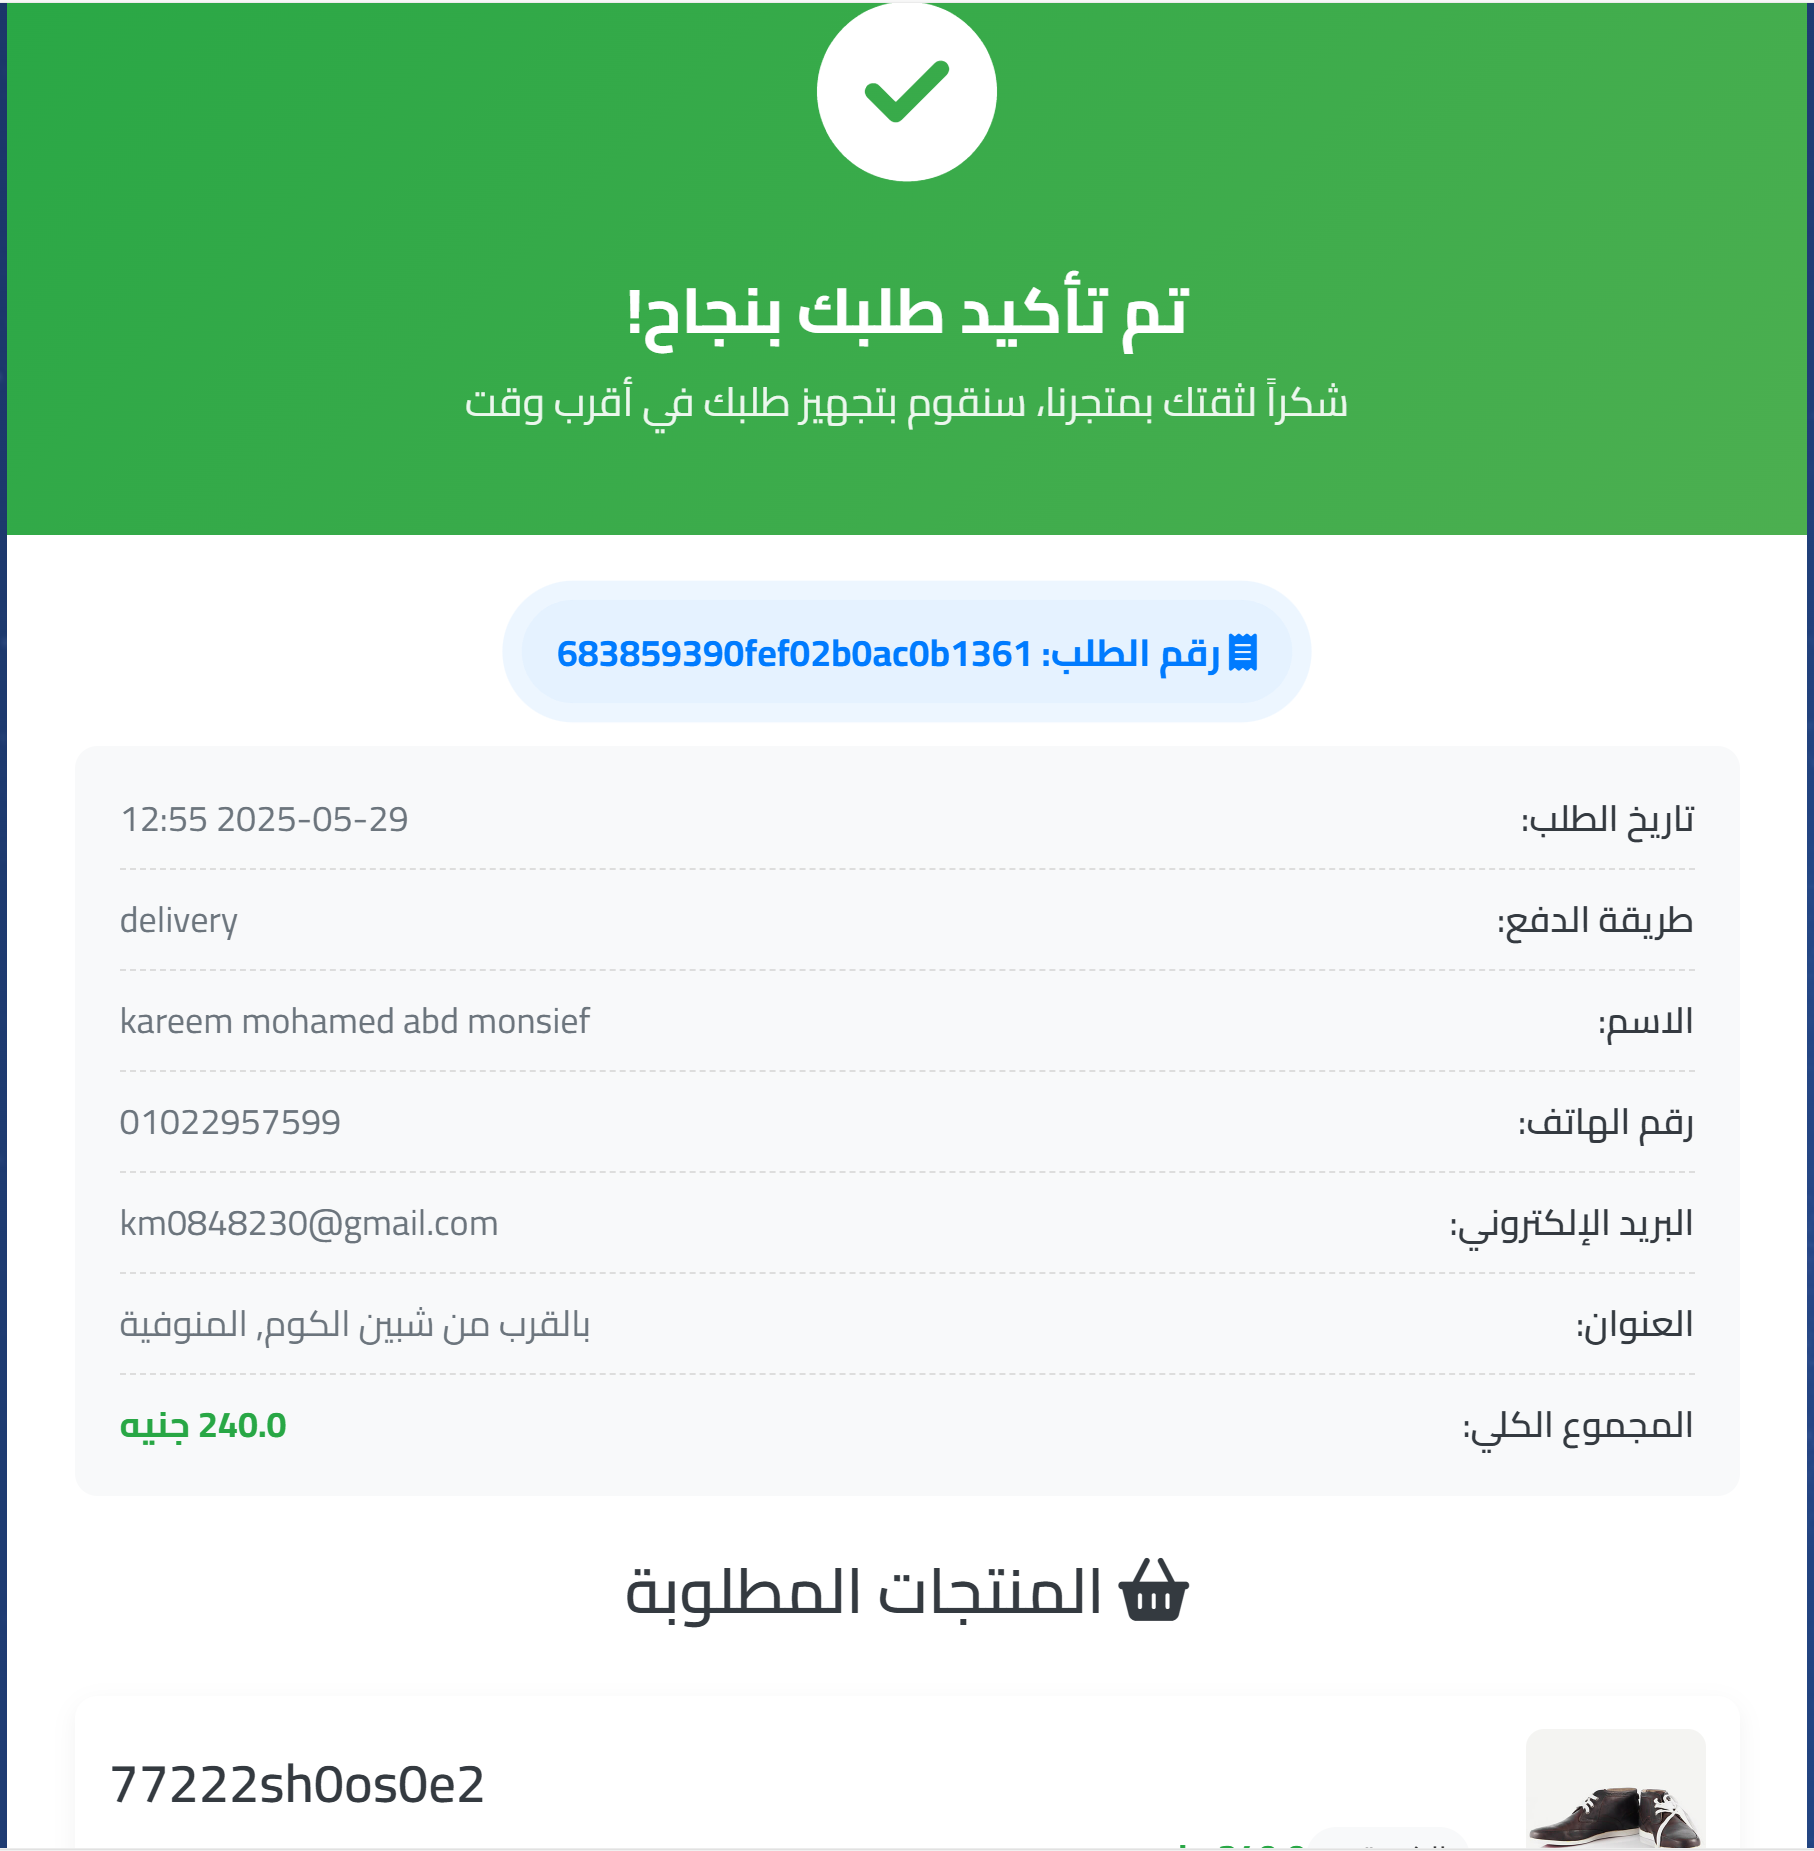 تم تأكيد طلبك بنجاح!
شكراً لثقتك بمتجرنا، سنقوم بتجهيز طلبك في أقرب وقت
رقم الطلب: 683859390fef02b0ac0b1361
تاريخ الطلب: 2025-05-29 12:55
طريقة الدفع: delivery
الاسم: kareem mohamed abd monsief
رقم الهاتف: 01022957599
البريد الإلكتروني: km0848230@gmail.com
العنوان: بالقرب من شبين الكوم, المنوفية
المجموع الكلي: 240.0 جنيه
المنتجات المطلوبة
77222sh0os0e2